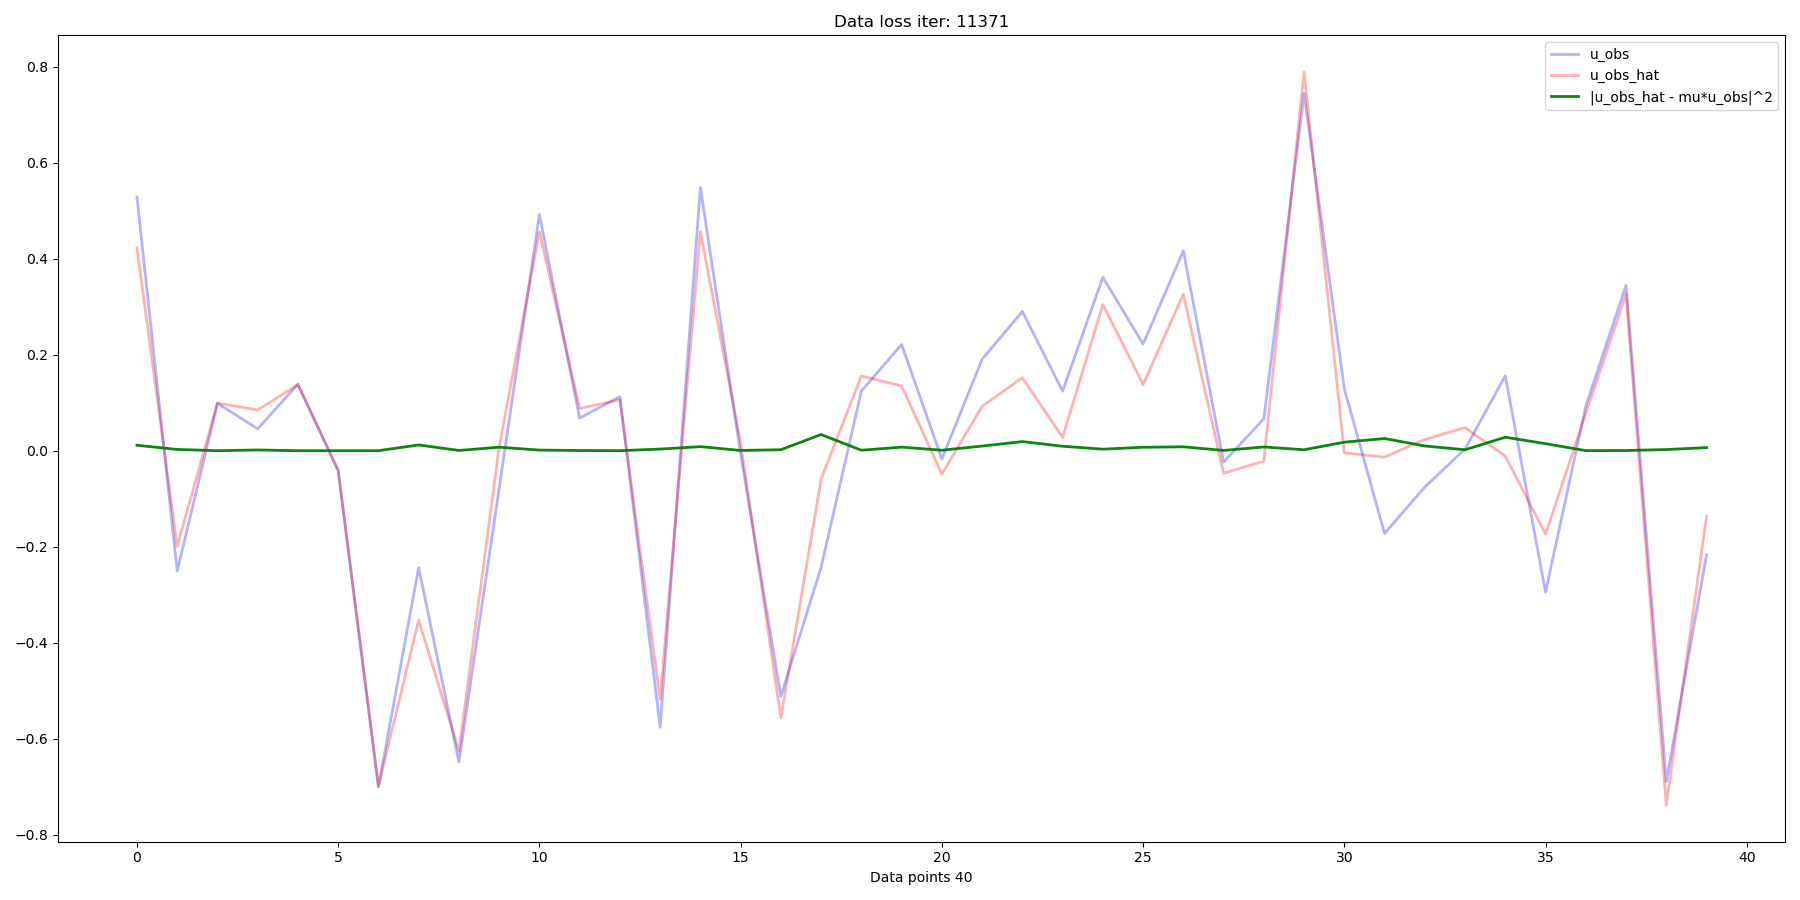 Data loss iter: 11371
u_obs
u_obs_hat
|u_obs_hat - mu*u_obs|^2
0.8
0.6
0.4
0.2
0.0
−0.2
−0.4
−0.6
−0.8
0 5 10 15 20 25 30 35 40
Data points 40